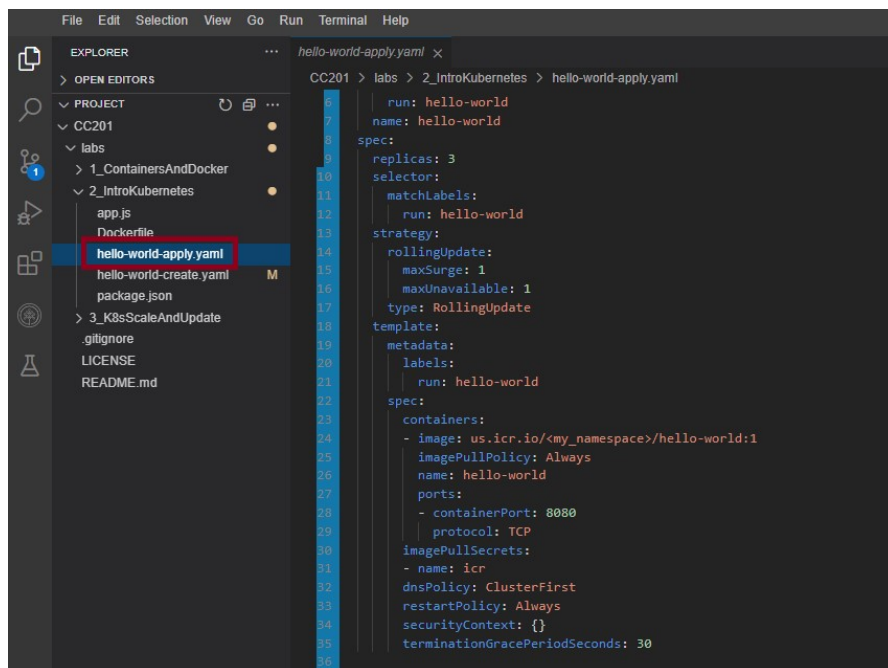 File Edit Selection View Go Run Terminal Help
EXPLORER
OPEN EDITORS
PROJECT
CC201
labs
1_ContainersAndDocker
2_IntroKubernetes
app.js
Dockerfile
hello-world-apply.yaml
hello-world-create.yaml M
package.json
3_K8sScaleAndUpdate
.gitignore
LICENSE
README.md
1
hello-world-apply.yaml
CC201 > labs > 2_IntroKubernetes > hello-world-apply.yaml
6 run: hello-world
7 name: hello-world
8 spec:
9 replicas: 3
10 selector:
11 matchLabels:
12 run: hello-world
13 strategy:
14 rollingUpdate:
15 maxSurge: 1
16 maxUnavailable: 1
17 type: RollingUpdate
18 template:
19 metadata:
20 labels:
21 run: hello-world
22 spec:
23 containers:
24 - image: us.icr.io/<my_namespace>/hello-world:1
25 imagePullPolicy: Always
26 name: hello-world
27 ports:
28 - containerPort: 8080
29 protocol: TCP
30 imagePullSecrets:
31 - name: icr
32 dnsPolicy: ClusterFirst
33 restartPolicy: Always
34 securityContext: {}
35 terminationGracePeriodSeconds: 30
36